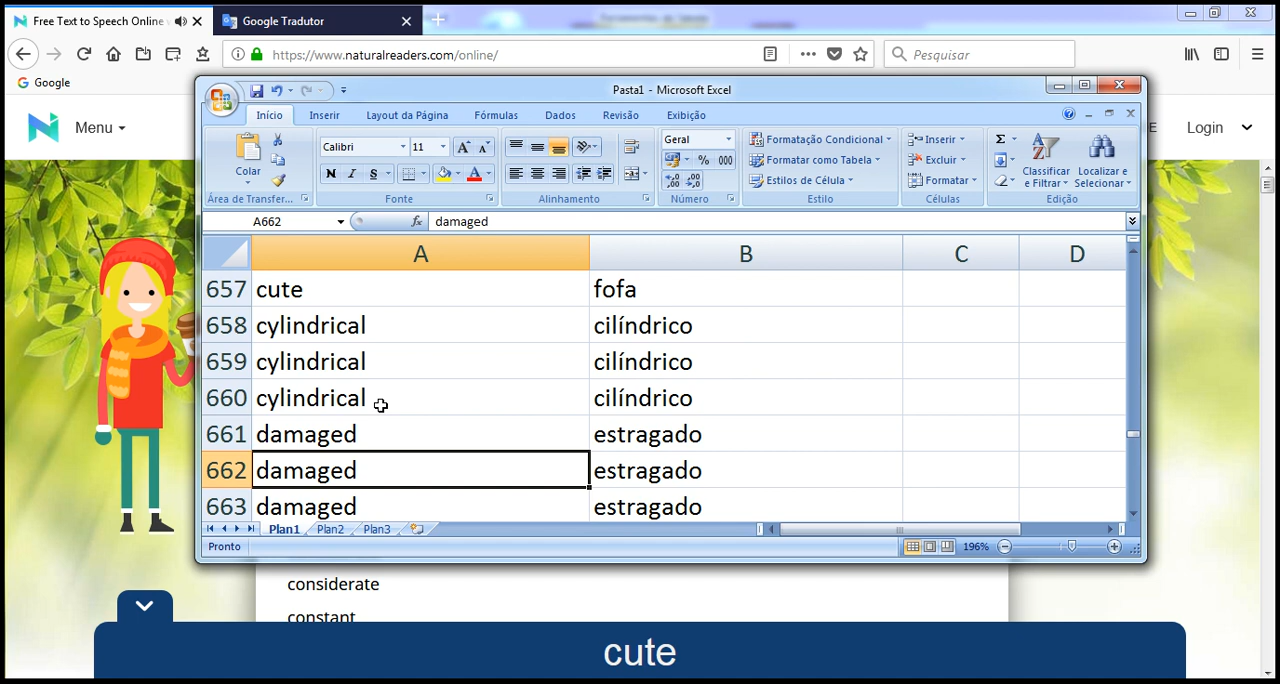 Free Text to Speech Online
Google Tradutor
https://www.naturalreaders.com/online/
Pesquisar
Google
Menu
E
Login
Pasta1 - Microsoft Excel
Início Inserir Layout da Página Fórmulas Dados Revisão Exibição
Colar
Área de Transfer...
Calibri 11
N I S
Fonte
Alinhamento
Geral
% 000
Número
Formatação Condicional
Formatar como Tabela
Estilos de Célula
Estilo
Inserir
Excluir
Formatar
Células
Σ
Classificar e Filtrar
Localizar e Selecionar
Edição
A662 fx damaged
A B C D
657 cute fofa
658 cylindrical cilíndrico
659 cylindrical cilíndrico
660 cylindrical cilíndrico
661 damaged estragado
662 damaged estragado
663 damaged estragado
Plan1 Plan2 Plan3
Pronto 196%
considerate
constant
cute